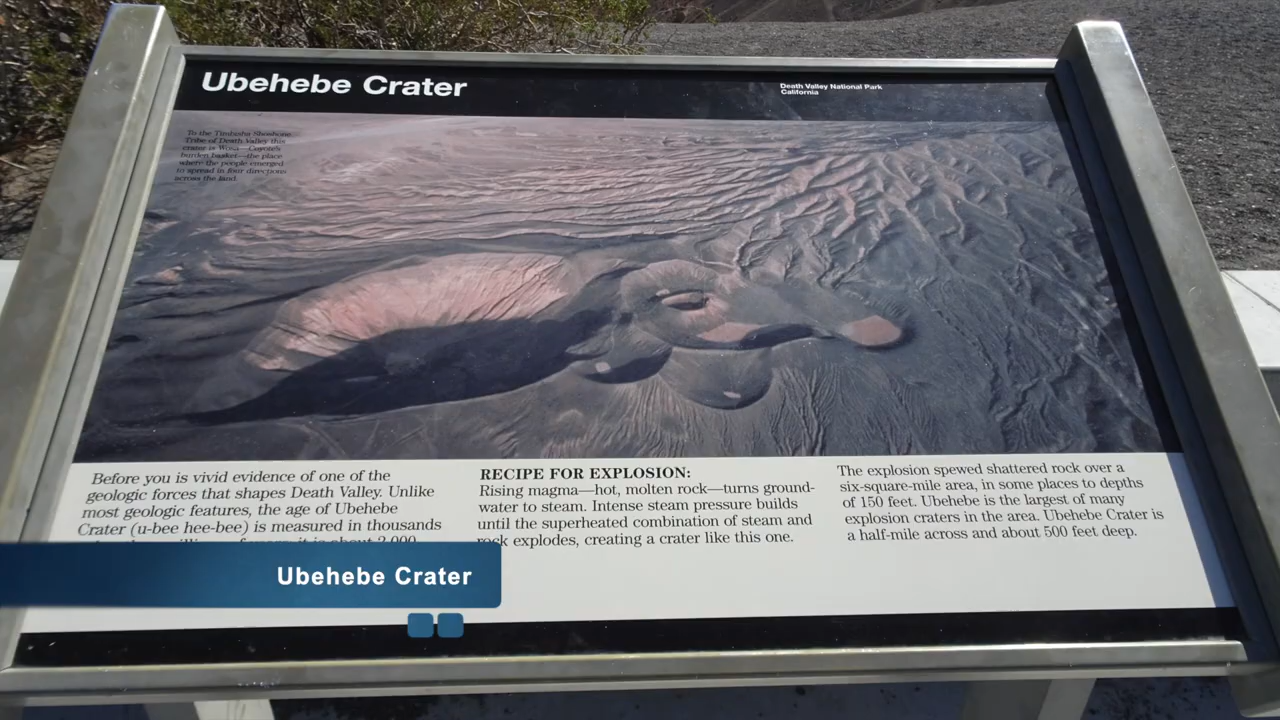 Ubehebe Crater
Death Valley National Park
California
To the Timbisha Shoshone
Tribe of Death Valley this
crater is Wosa—Coyote's
burden basket—the place
where the people emerged
to spread in four directions
across the land.
Before you is vivid evidence of one of the
geologic forces that shapes Death Valley. Unlike
most geologic features, the age of Ubehebe
Crater (u-bee hee-bee) is measured in thousands
years; it is about 2,000
RECIPE FOR EXPLOSION:
Rising magma—hot, molten rock—turns ground-
water to steam. Intense steam pressure builds
until the superheated combination of steam and
rock explodes, creating a crater like this one.
The explosion spewed shattered rock over a
six-square-mile area, in some places to depths
of 150 feet. Ubehebe is the largest of many
explosion craters in the area. Ubehebe Crater is
a half-mile across and about 500 feet deep.
Ubehebe Crater